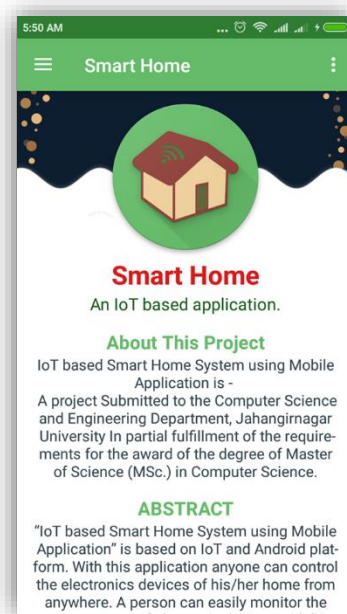 5:50 AM
Smart Home
Smart Home
An IoT based application.
About This Project
IoT based Smart Home System using Mobile
Application is -
A project Submitted to the Computer Science
and Engineering Department, Jahangirnagar
University In partial fulfillment of the require-
ments for the award of the degree of Master
of Science (MSc.) in Computer Science.
ABSTRACT
“IoT based Smart Home System using Mobile
Application” is based on IoT and Android plat-
form. With this application anyone can control
the electronics devices of his/her home from
anywhere. A person can easily monitor the